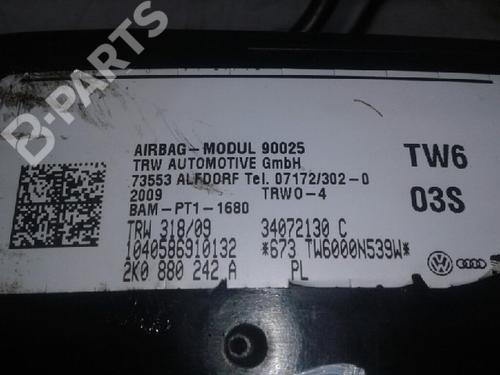 B-PARTS
AIRBAG-MODUL 90025
TRW AUTOMOTIVE GmbH
73553 ALFDORF Tel. 07172/302-0
2009 TRWO-4
BAM-PT1-1680
TRW 318/09 34072130 C
1040586910132 *673 TW6000N539W*
2K0 880 242 A PL
TW6
03S